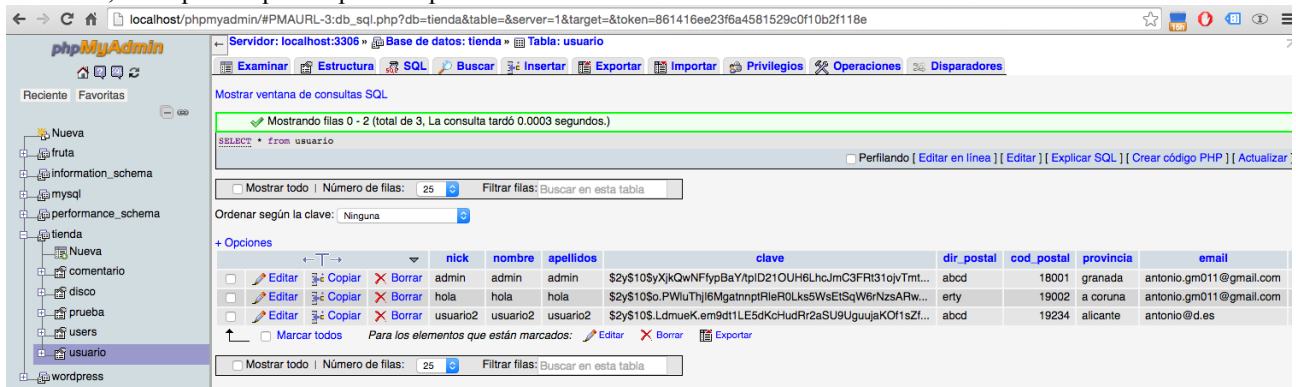 localhost/phpmyadmin/#PMAURL-3:db_sql.php?db=tienda&table=&server=1&target=&token=861416ee23f6a4581529c0f10b2f118e
phpMyAdmin
Reciente Favoritas
Nueva
fruta
information_schema
mysql
performance_schema
tienda
Nueva
comentario
disco
prueba
users
usuario
wordpress
Servidor: localhost:3306 » Base de datos: tienda » Tabla: usuario
Examinar Estructura SQL Buscar Insertar Exportar Importar Privilegios Operaciones Disparadores
Mostrar ventana de consultas SQL
Mostrando filas 0 - 2 (total de 3, La consulta tardó 0.0003 segundos.)
SELECT * from usuario
Perfilando [ Editar en línea ] [ Editar ] [ Explicar SQL ] [ Crear código PHP ] [ Actualizar ]
Mostrar todo | Número de filas: 25 Filtrar filas: Buscar en esta tabla
Ordenar según la clave: Ninguna
+ Opciones
nick nombre apellidos clave dir_postal cod_postal provincia email
Editar Copiar Borrar admin admin admin $2y$10$yXjkQwNFfypBaY/tpID21OUH6LhcJmC3FRt31ojvTmt... abcd 18001 granada antonio.gm011@gmail.com
Editar Copiar Borrar hola hola hola $2y$10$o.PWIuThjI6MgatnnptRleR0Lks5WsEtSqW6rNzsARw... erty 19002 a coruna antonio.gm011@gmail.com
Editar Copiar Borrar usuario2 usuario2 usuario2 $2y$10$.LdmueK.em9dt1LE5dKcHudRr2aSU9UguujaKOf1sZf... abcd 19234 alicante antonio@d.es
Marcar todos Para los elementos que están marcados: Editar Borrar Exportar
Mostrar todo | Número de filas: 25 Filtrar filas: Buscar en esta tabla